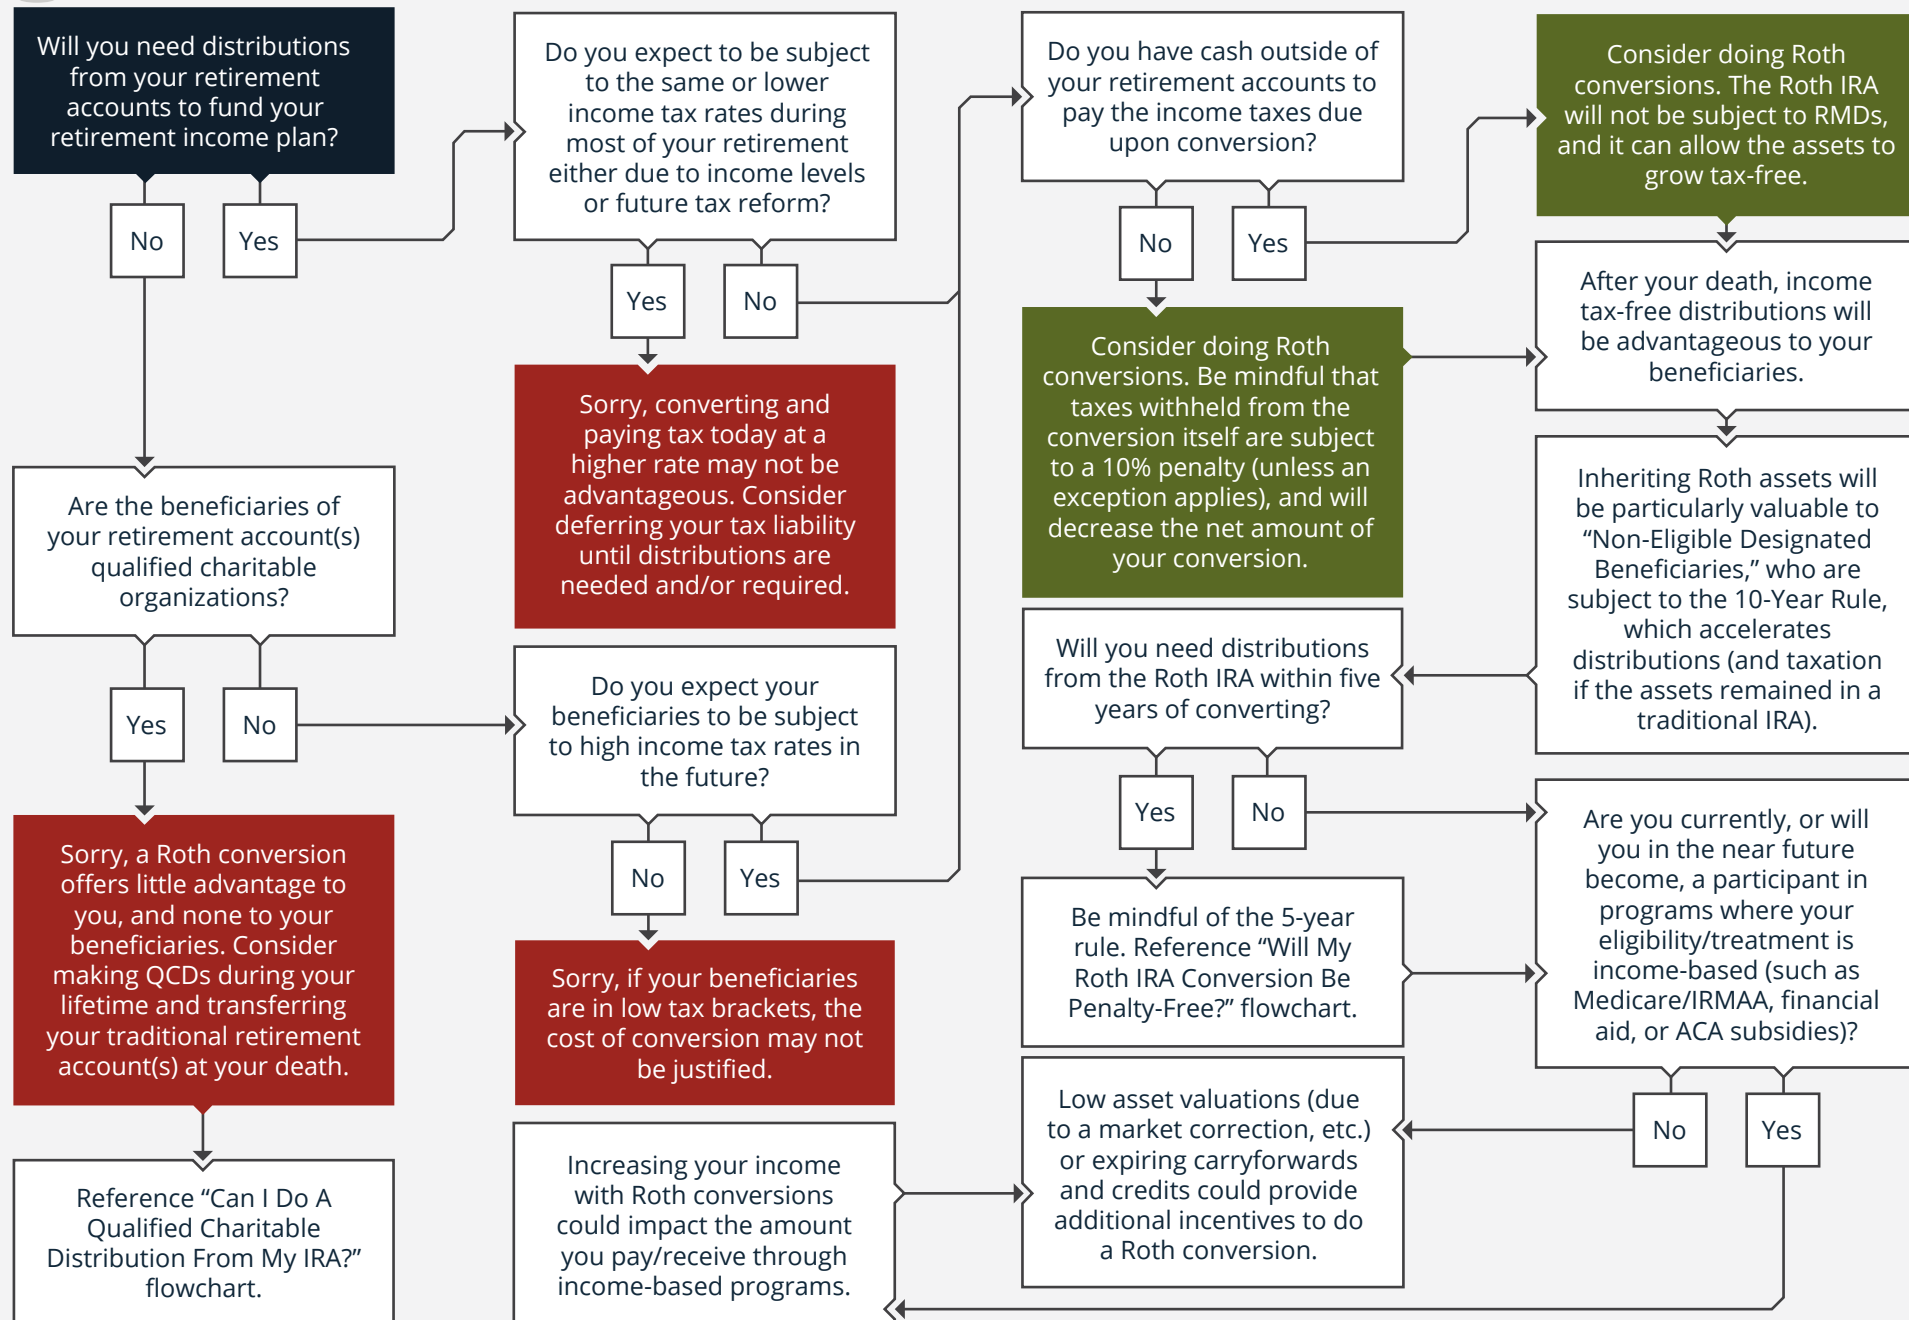 Will you need distributions
from your retirement
accounts to fund your
retirement income plan?
No
Yes
Are the beneficiaries of
your retirement account(s)
qualified charitable
organizations?
Yes
No
Sorry, a Roth conversion
offers little advantage to
you, and none to your
beneficiaries. Consider
making QCDs during your
lifetime and transferring
your traditional retirement
account(s) at your death.
Reference “Can I Do A
Qualified Charitable
Distribution From My IRA?”
flowchart.
Do you expect to be subject
to the same or lower
income tax rates during
most of your retirement
either due to income levels
or future tax reform?
Yes
No
Sorry, converting and
paying tax today at a
higher rate may not be
advantageous. Consider
deferring your tax liability
until distributions are
needed and/or required.
Do you expect your
beneficiaries to be subject
to high income tax rates in
the future?
No
Yes
Sorry, if your beneficiaries
are in low tax brackets, the
cost of conversion may not
be justified.
Increasing your income
with Roth conversions
could impact the amount
you pay/receive through
income-based programs.
Do you have cash outside of
your retirement accounts to
pay the income taxes due
upon conversion?
No
Yes
Consider doing Roth
conversions. Be mindful that
taxes withheld from the
conversion itself are subject
to a 10% penalty (unless an
exception applies), and will
decrease the net amount of
your conversion.
Will you need distributions
from the Roth IRA within five
years of converting?
Yes
No
Be mindful of the 5-year
rule. Reference “Will My
Roth IRA Conversion Be
Penalty-Free?” flowchart.
Low asset valuations (due
to a market correction, etc.)
or expiring carryforwards
and credits could provide
additional incentives to do
a Roth conversion.
Consider doing Roth
conversions. The Roth IRA
will not be subject to RMDs,
and it can allow the assets to
grow tax-free.
After your death, income
tax-free distributions will
be advantageous to your
beneficiaries.
Inheriting Roth assets will
be particularly valuable to
“Non-Eligible Designated
Beneficiaries,” who are
subject to the 10-Year Rule,
which accelerates
distributions (and taxation
if the assets remained in a
traditional IRA).
Are you currently, or will
you in the near future
become, a participant in
programs where your
eligibility/treatment is
income-based (such as
Medicare/IRMAA, financial
aid, or ACA subsidies)?
No
Yes